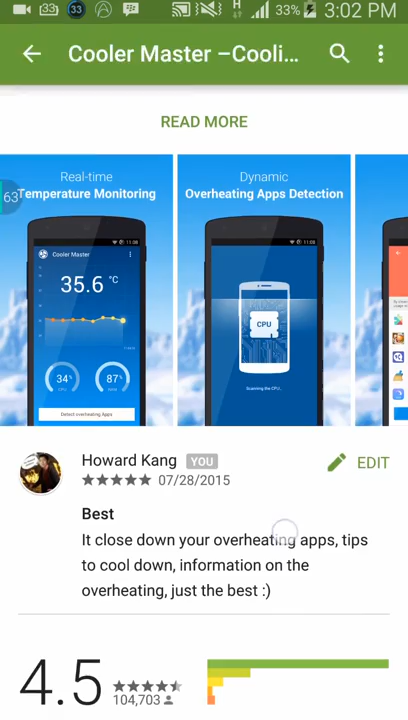 33 33 H 33% 3:02 PM
Cooler Master –Cooli...
READ MORE
Real-time
Temperature Monitoring
63
Dynamic
Overheating Apps Detection
Cooler Master
35.6 °C
34%
87%
Detect overheating Apps
CPU
Scanning the CPU...
Howard Kang YOU
EDIT
07/28/2015
Best
It close down your overheating apps, tips
to cool down, information on the
overheating, just the best :)
4.5
104,703